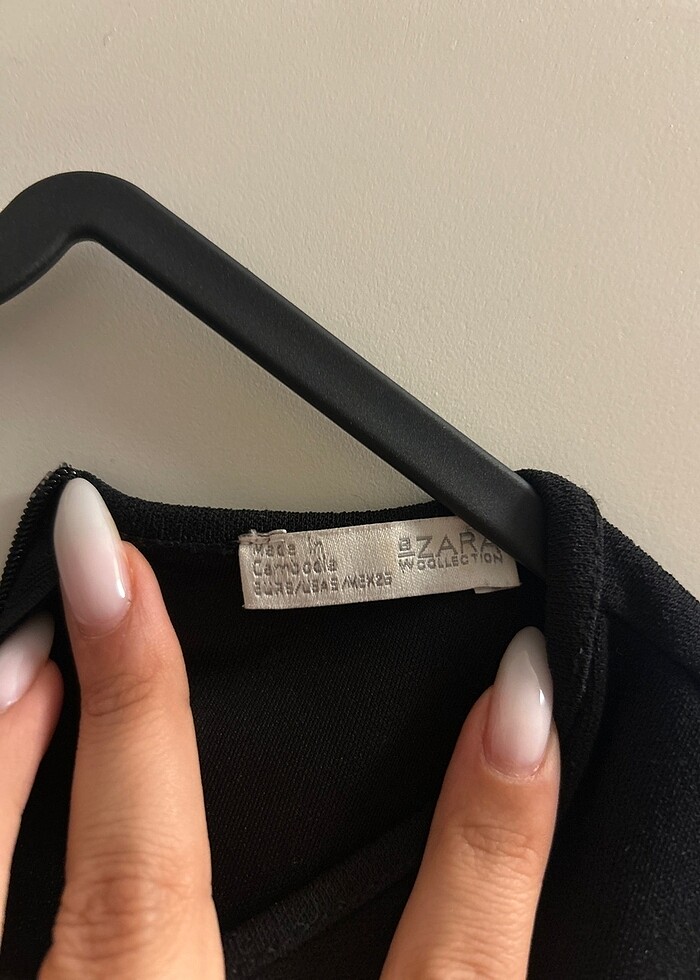 Made in
Cambodia
EUR S/USA S/MEX 26
B ZARA
W COLLECTION